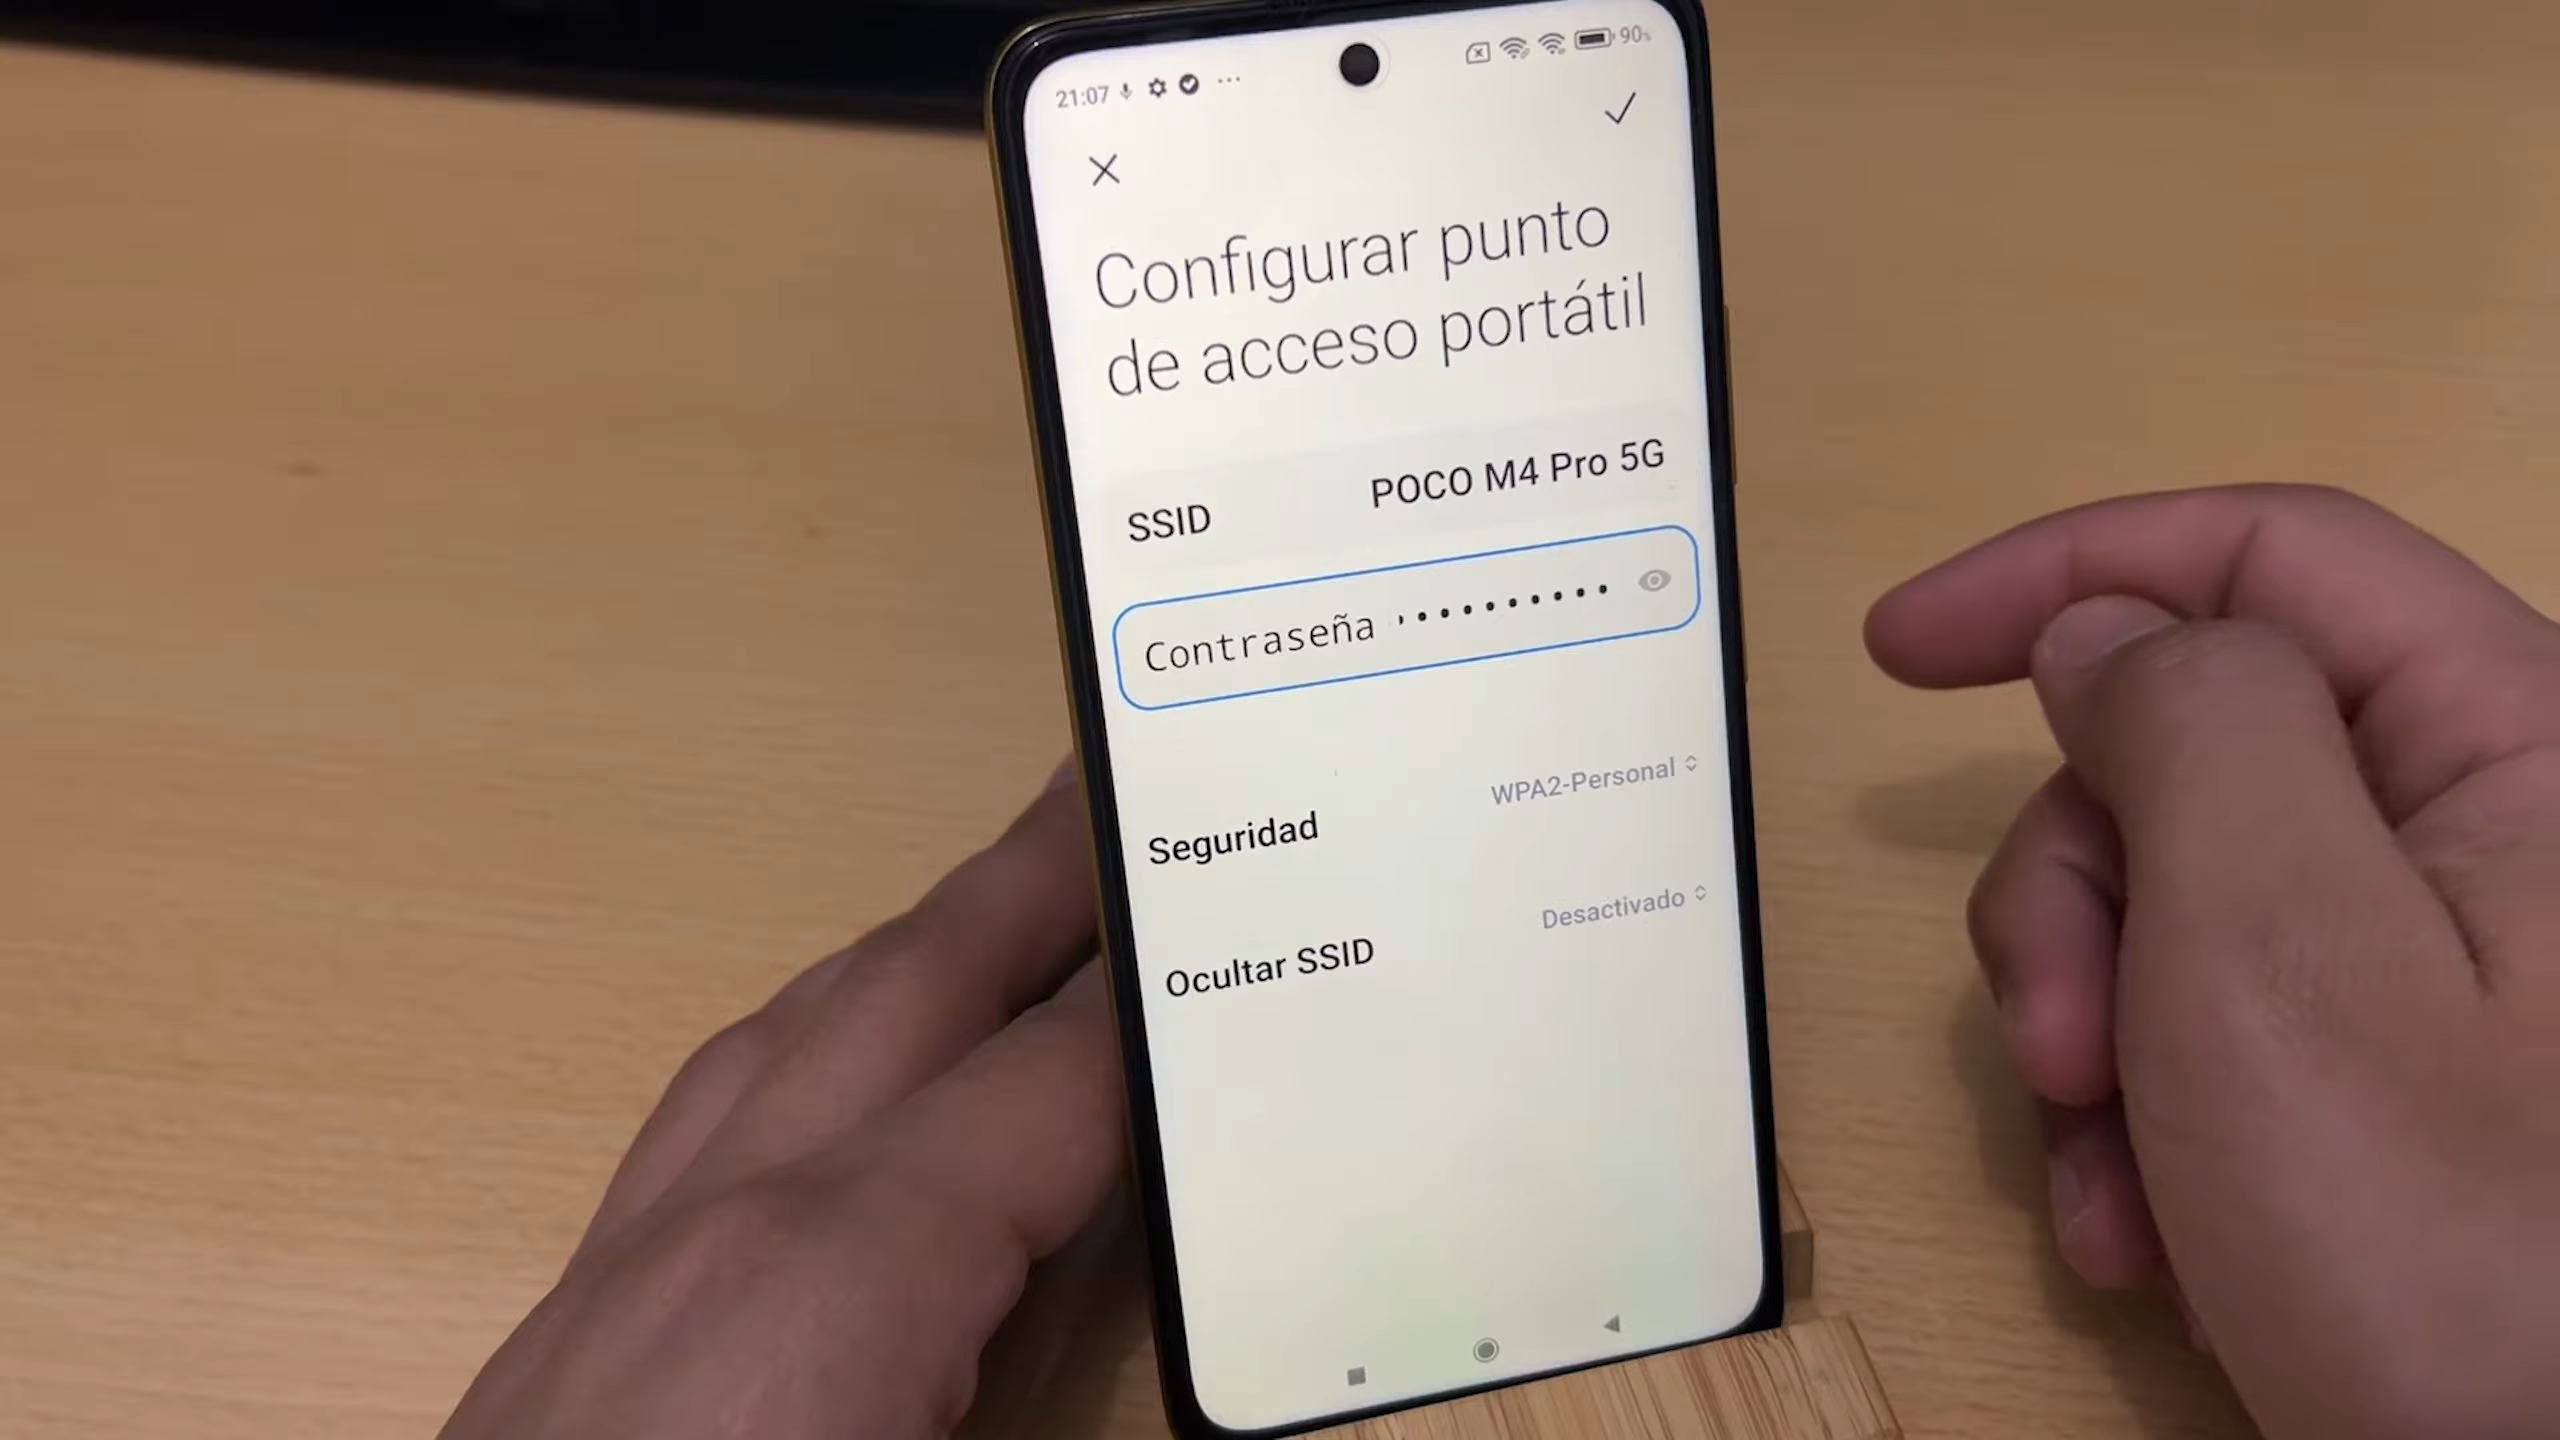 21:07 90%
Configurar punto
de acceso portátil
SSID POCO M4 Pro 5G
Contraseña ••••••••••
Seguridad WPA2-Personal
Ocultar SSID Desactivado